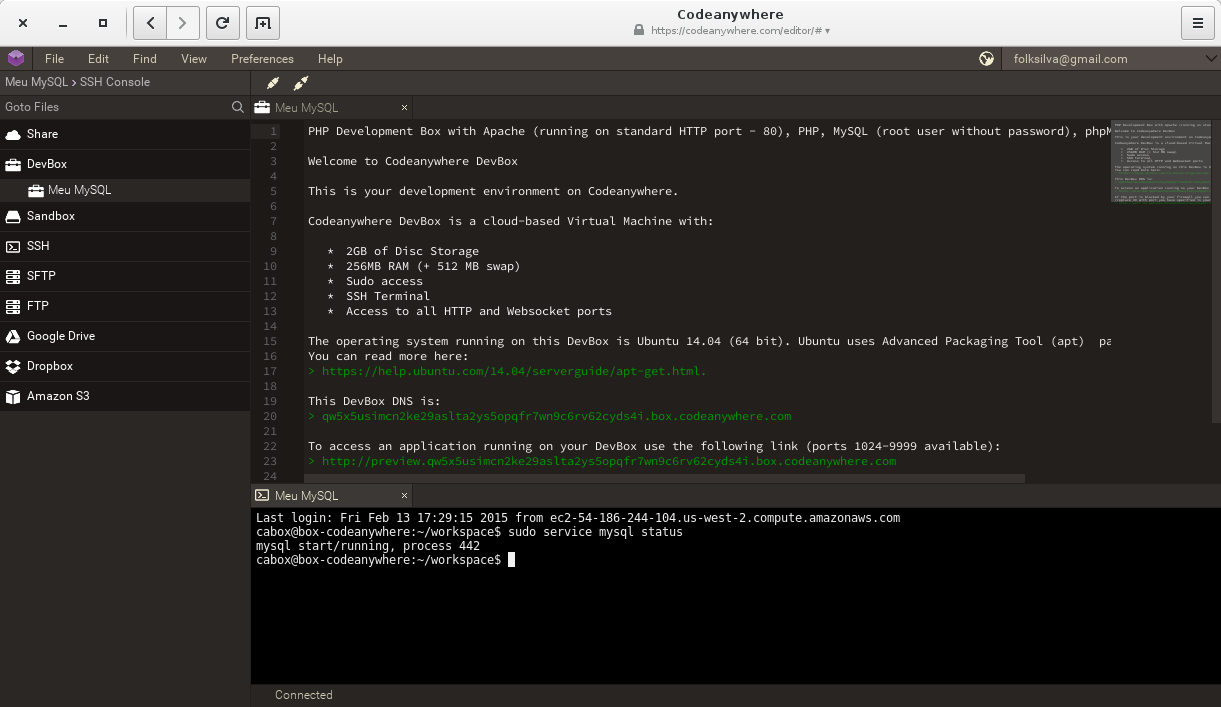 Codeanywhere
https://codeanywhere.com/editor/#
File Edit Find View Preferences Help
folksilva@gmail.com
Meu MySQL › SSH Console
Goto Files
Share
DevBox
Meu MySQL
Sandbox
SSH
SFTP
FTP
Google Drive
Dropbox
Amazon S3
Meu MySQL ×
1 PHP Development Box with Apache (running on standard HTTP port - 80), PHP, MySQL (root user without password), phpM
2
3 Welcome to Codeanywhere DevBox
4
5 This is your development environment on Codeanywhere.
6
7 Codeanywhere DevBox is a cloud-based Virtual Machine with:
8
9 * 2GB of Disc Storage
10 * 256MB RAM (+ 512 MB swap)
11 * Sudo access
12 * SSH Terminal
13 * Access to all HTTP and Websocket ports
14
15 The operating system running on this DevBox is Ubuntu 14.04 (64 bit). Ubuntu uses Advanced Packaging Tool (apt) pa
16 You can read more here:
17 > https://help.ubuntu.com/14.04/serverguide/apt-get.html.
18
19 This DevBox DNS is:
20 > qw5x5usimcn2ke29aslta2ys5opqfr7wn9c6rv62cyds4i.box.codeanywhere.com
21
22 To access an application running on your DevBox use the following link (ports 1024-9999 available):
23 > http://preview.qw5x5usimcn2ke29aslta2ys5opqfr7wn9c6rv62cyds4i.box.codeanywhere.com
24
Meu MySQL ×
Last login: Fri Feb 13 17:29:15 2015 from ec2-54-186-244-104.us-west-2.compute.amazonaws.com
cabox@box-codeanywhere:~/workspace$ sudo service mysql status
mysql start/running, process 442
cabox@box-codeanywhere:~/workspace$
Connected